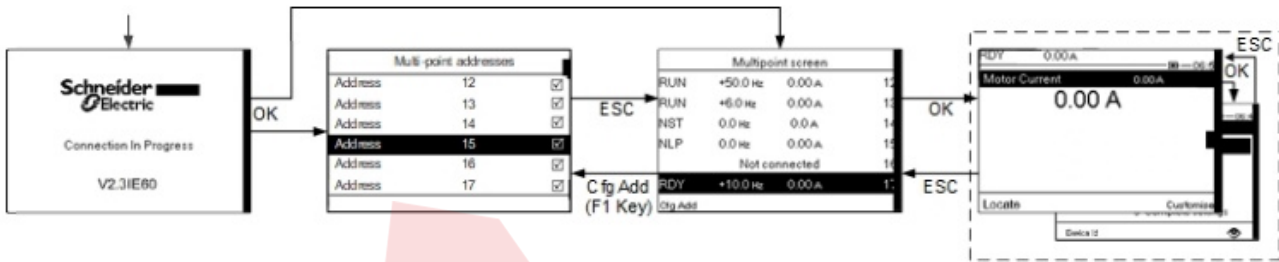 Schneider
Electric
Connection In Progress
V2.3IE60
OK
Multi-point addresses
Address 12
Address 13
Address 14
Address 15
Address 16
Address 17
ESC
Cfg Add
(F1 Key)
Multipoint screen
RUN +50.0 Hz 0.00 A 12
RUN +6.0 Hz 0.00 A 13
NST 0.0 Hz 0.0 A 14
NLP 0.0 Hz 0.00 A 15
Not connected 16
RDY +10.0 Hz 0.00 A 17
Cfg Add
OK
ESC
RDY 0.00 A
Motor Current 0.00 A
0.00 A
Locate Customise
Device Id
ESC
OK